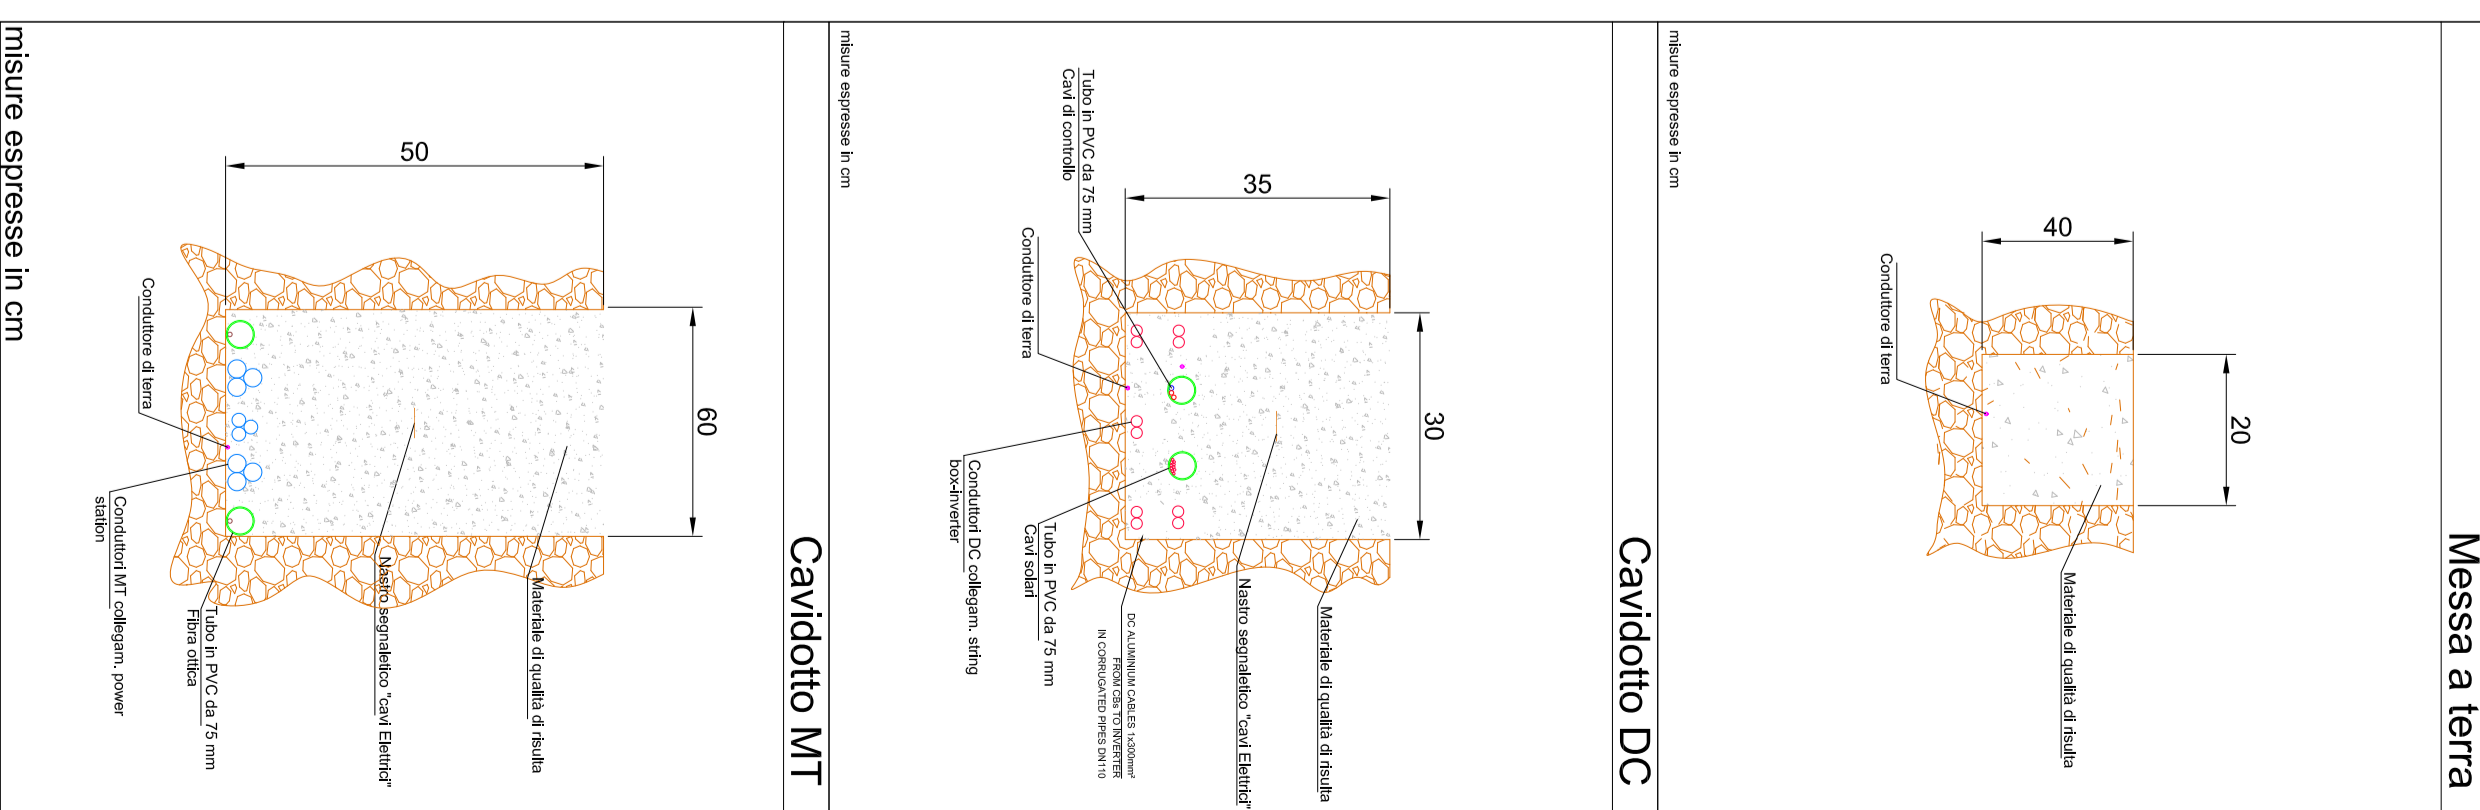 Messa a terra
20
40
Conduttore di terra
Materiale di qualità di risulta
misure espresse in cm
Cavidotto DC
30
35
Tubo in PVC da 75 mm
Cavi di controllo
Conduttore di terra
Materiale di qualità di risulta
Nastro segnaletico "cavi Elettrici"
DC ALUMINIUM CABLES 1x300mm²
FROM CBs TO INVERTER
IN CORRUGATED PIPES DN110
Tubo in PVC da 75 mm
Cavi solari
Conduttori DC collegam. string
box-inverter
misure espresse in cm
Cavidotto MT
60
50
Conduttore di terra
Materiale di qualità di risulta
Nastro segnaletico "cavi Elettrici"
Tubo in PVC da 75 mm
Fibra ottica
Conduttori MT collegam. power
station
misure espresse in cm